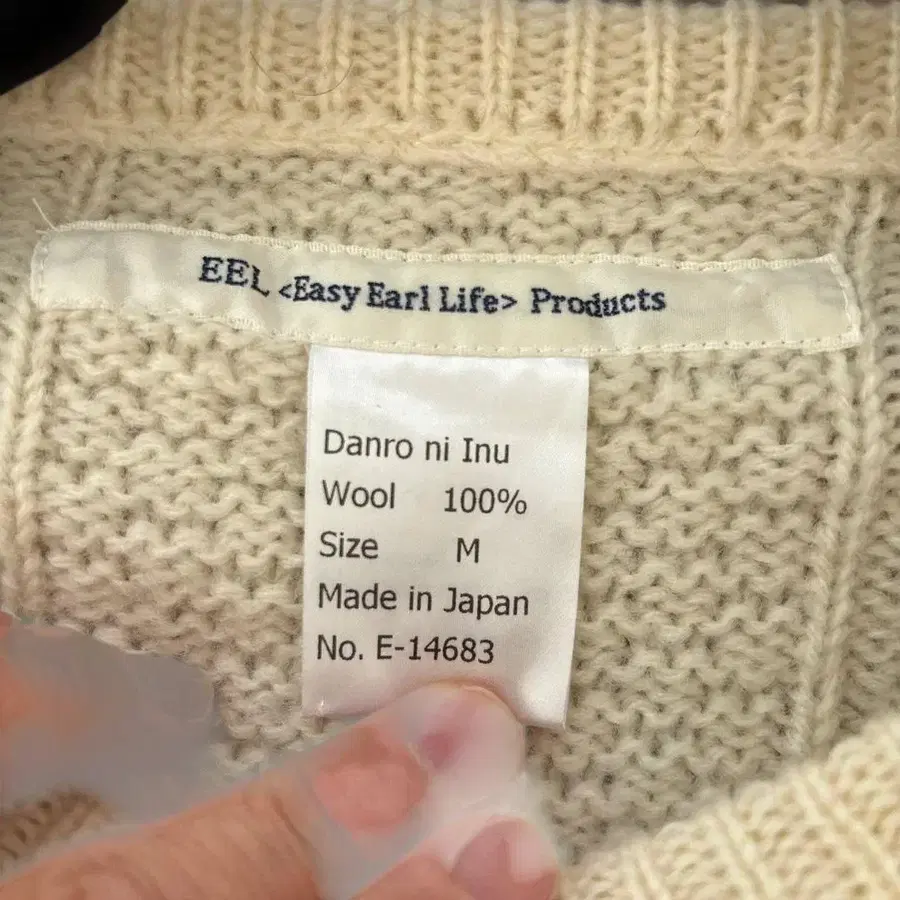 EEL <Easy Earl Life> Products
Danro ni Inu
Wool 100%
Size M
Made in Japan
No. E-14683